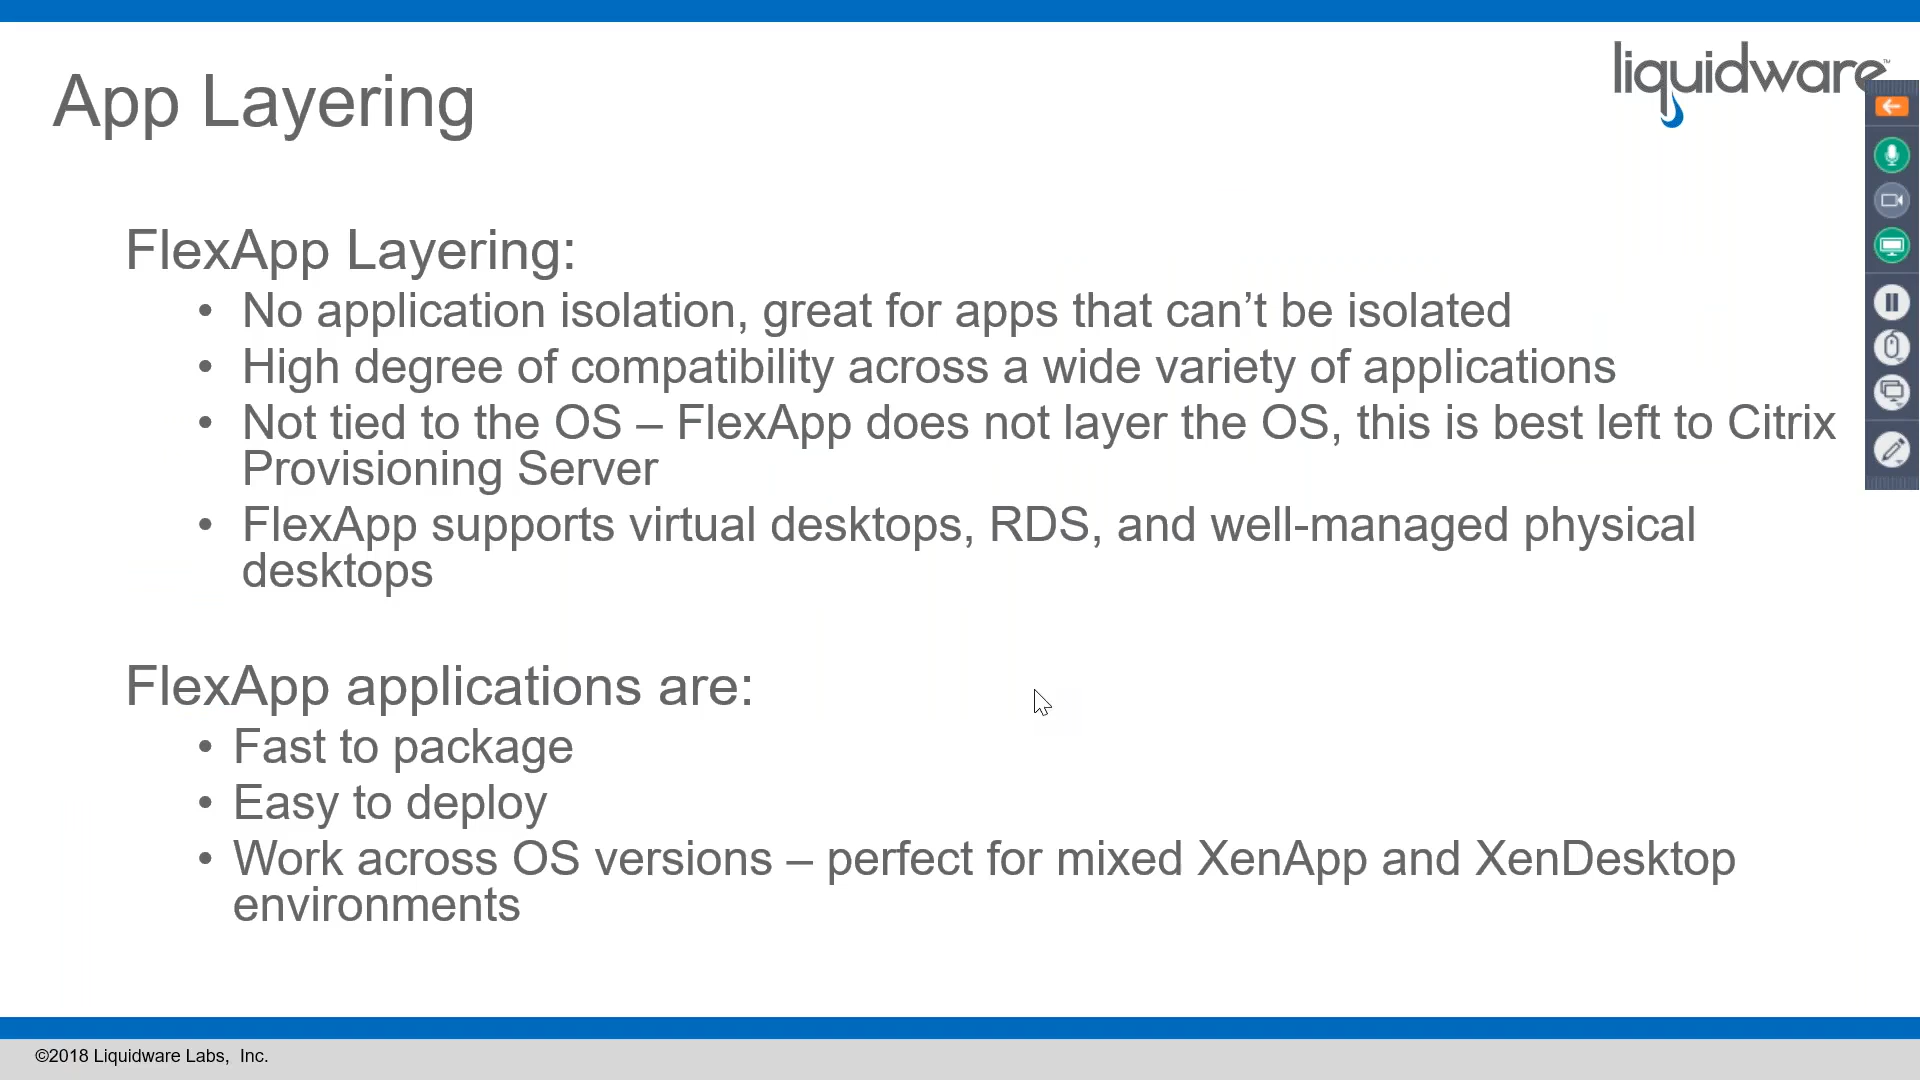 liquidware™
App Layering
FlexApp Layering:
• No application isolation, great for apps that can’t be isolated
• High degree of compatibility across a wide variety of applications
• Not tied to the OS – FlexApp does not layer the OS, this is best left to Citrix
Provisioning Server
• FlexApp supports virtual desktops, RDS, and well-managed physical
desktops
FlexApp applications are:
• Fast to package
• Easy to deploy
• Work across OS versions – perfect for mixed XenApp and XenDesktop
environments
©2018 Liquidware Labs, Inc.